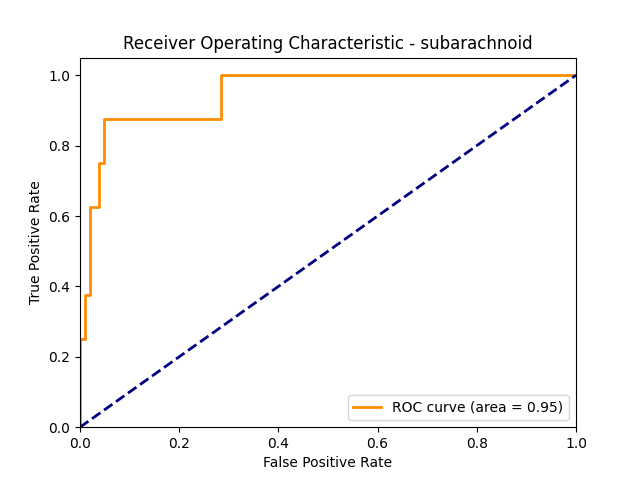 Receiver Operating Characteristic - subarachnoid
1.0
0.8
0.6
0.4
0.2
0.0
True Positive Rate
0.0 0.2 0.4 0.6 0.8 1.0
False Positive Rate
ROC curve (area = 0.95)